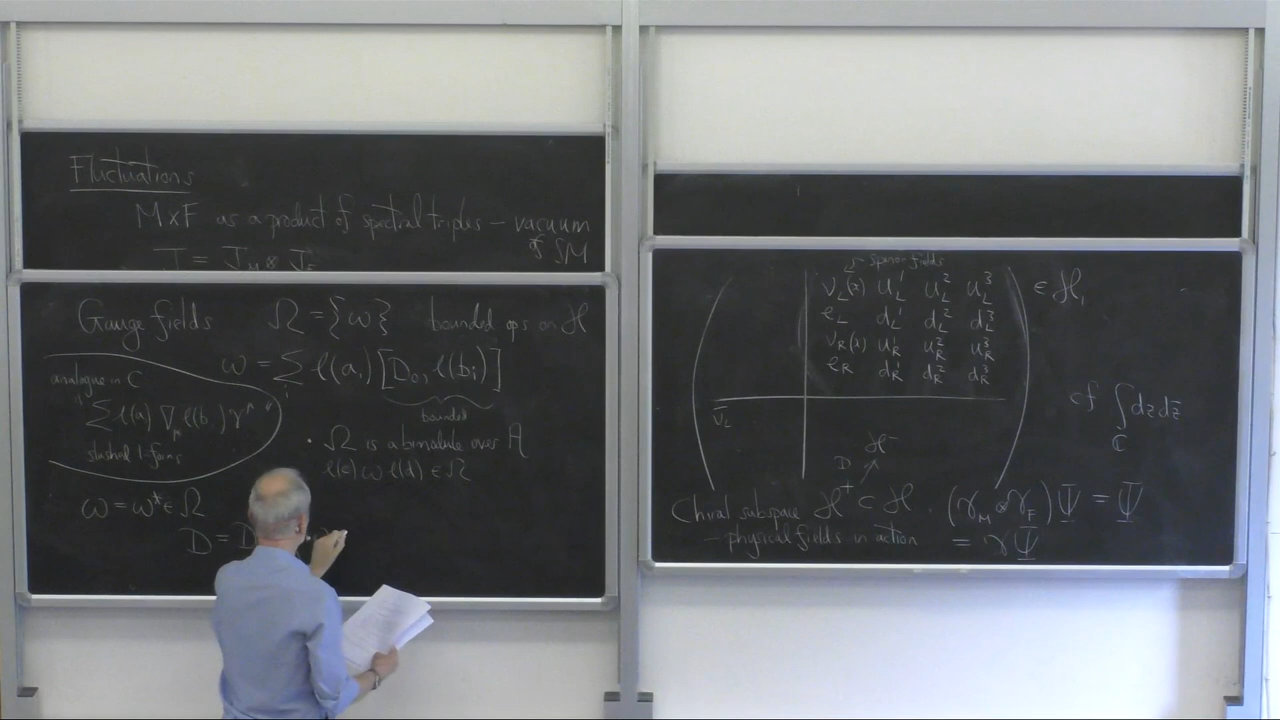 Fluctuations
M×F as a product of spectral triples – vacuum
of SM
J = J_M ⊗ J_F
Gauge fields Ω = {ω} bounded ops on ℋ
ω = Σ_i ℓ(a_i) [D_0, ℓ(b_i)]
bounded
analogue in C
Σ ℓ(a) ∇_μ ℓ(b_i) γ^μ
slashed 1-forms
• Ω is a bimodule over A
ℓ(c) ω ℓ(d) ∈ Ω
ω = ω* ∈ Ω
D = D
spinor fields
ν_L(x) u_L^1 u_L^2 u_L^3
e_L d_L^1 d_L^2 d_L^3
ν_R(x) u_R^1 u_R^2 u_R^3
e_R d_R^1 d_R^2 d_R^3
∈ ℋ_1
ν̄_L
cf ∫_ℂ dz dz̄
ℋ^-
D ↗
Chiral subspace ℋ^+ ⊂ ℋ. (γ_M ⊗ γ_F) Ψ = Ψ
– physical fields in action = γ Ψ